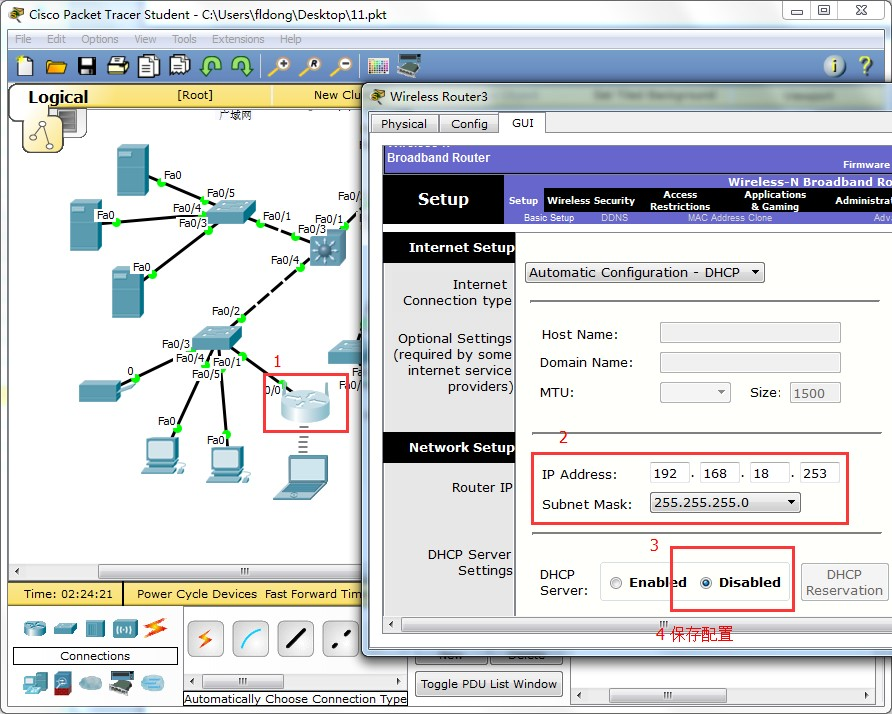 Cisco Packet Tracer Student - C:\Users\fldong\Desktop\11.pkt
File Edit Options View Tools Extensions Help
Logical
[Root]
New Clu
广域网
Fa0
Fa0/5
Fa0
Fa0/4
Fa0/3
Fa0/1
Fa0/3
Fa0/1
Fa0/
Fa0
Fa0/4
Fa0/2
Fa0/3
Fa0/4
Fa0/1
Fa0/5
0
1
0/0
Fa0/
Fa0
Fa0
Time: 02:24:21
Power Cycle Devices Fast Forward Tim
Connections
Automatically Choose Connection Type
New
Delete
Toggle PDU List Window
Wireless Router3
Physical
Config
GUI
Broadband Router
Firmware
Wireless-N Broadband Ro
Setup
Setup
Wireless
Security
Access Restrictions
Applications & Gaming
Administra
Basic Setup
DDNS
MAC Address Clone
Adv
Internet Setup
Internet
Connection type
Automatic Configuration - DHCP
Optional Settings
(required by some
internet service
providers)
Host Name:
Domain Name:
MTU:
Size:
1500
Network Setup
2
Router IP
IP Address:
192 . 168 . 18 . 253
Subnet Mask:
255.255.255.0
3
DHCP Server
Settings
DHCP
Server:
Enabled
Disabled
DHCP
Reservation
4 保存配置